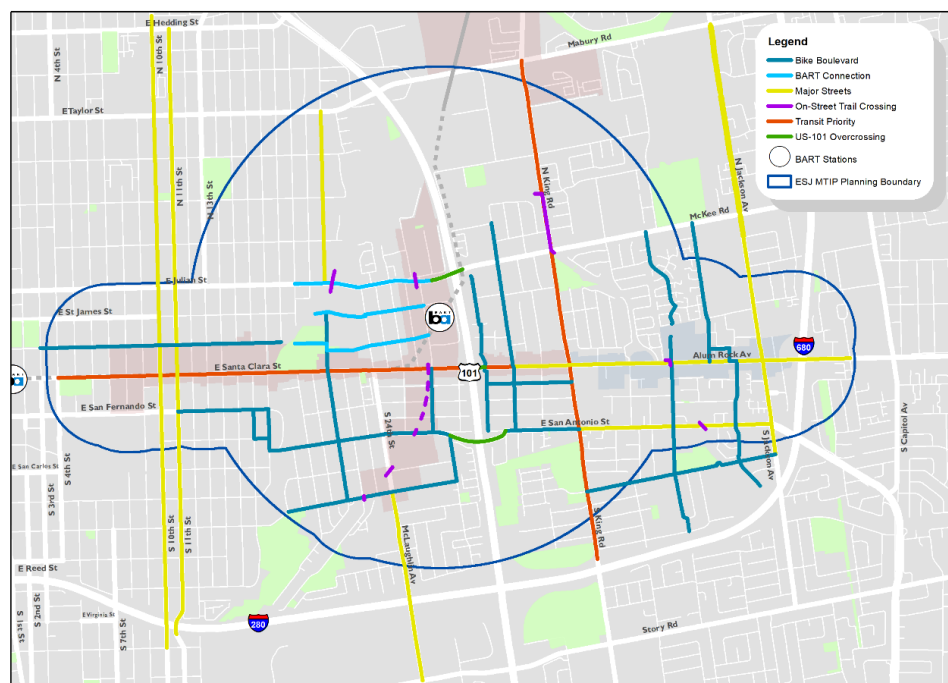 E Hedding St
N 4th St
N 10th St
N 11th St
N 13th St
E Taylor St
Mabury Rd
N King Rd
McKee Rd
N Jackson Av
Legend
Bike Boulevard
BART Connection
Major Streets
On-Street Trail Crossing
Transit Priority
US-101 Overcrossing
BART Stations
ESJ MTIP Planning Boundary
E Julian St
E St James St
BART
ba
680
Alum Rock Av
E Santa Clara St
101
ba
E San Fernando St
E San Antonio St
S 24th St
S Jackson Av
S Capitol Av
E San Carlos St
S 4th St
S 3rd St
S 10th St
S 11th St
S King Rd
McLaughlin Av
E Reed St
S 2nd St
S 1st St
E Virginia St
S 7th St
280
Story Rd